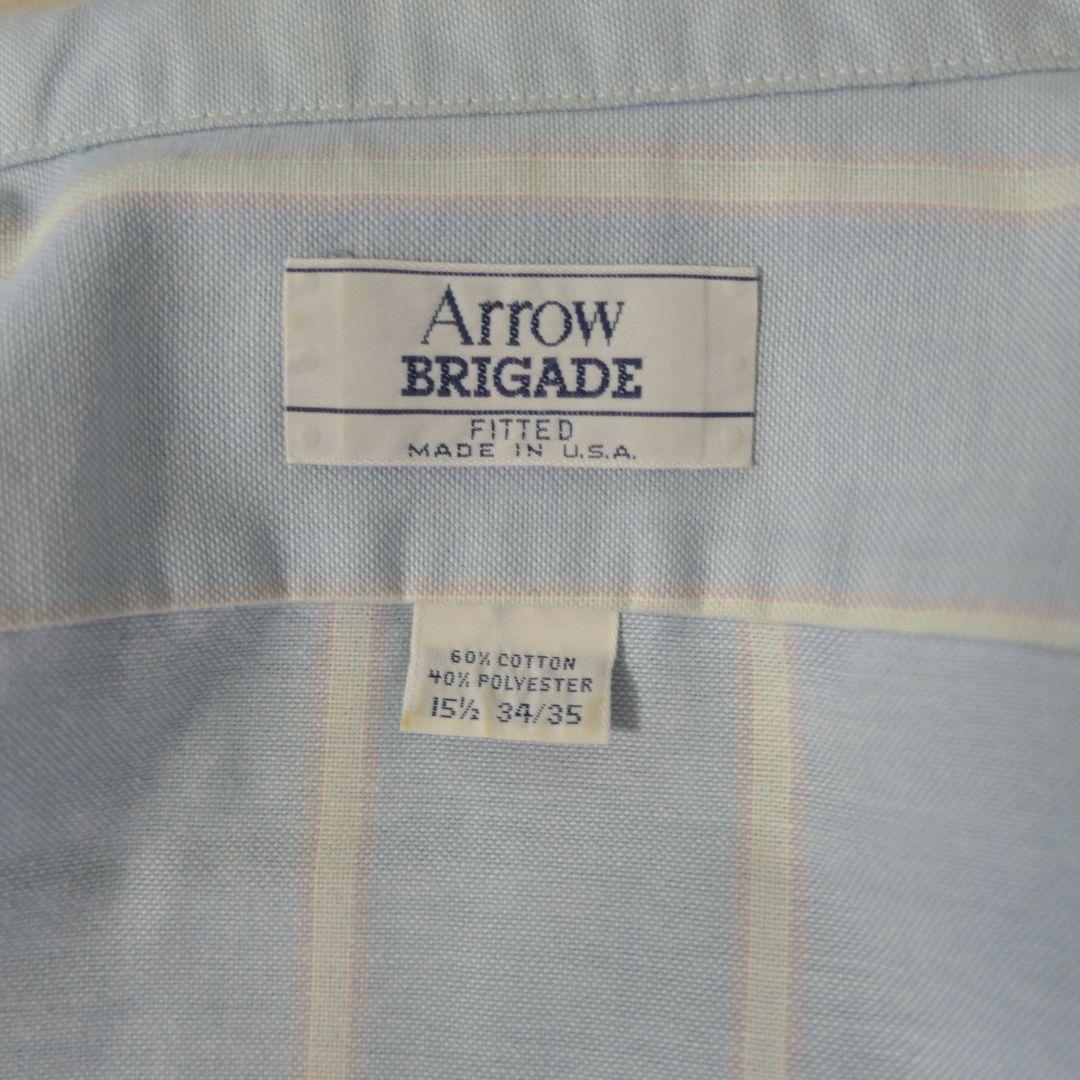 Arrow
BRIGADE
FITTED
MADE IN U.S.A.
60% COTTON
40% POLYESTER
15½ 34/35